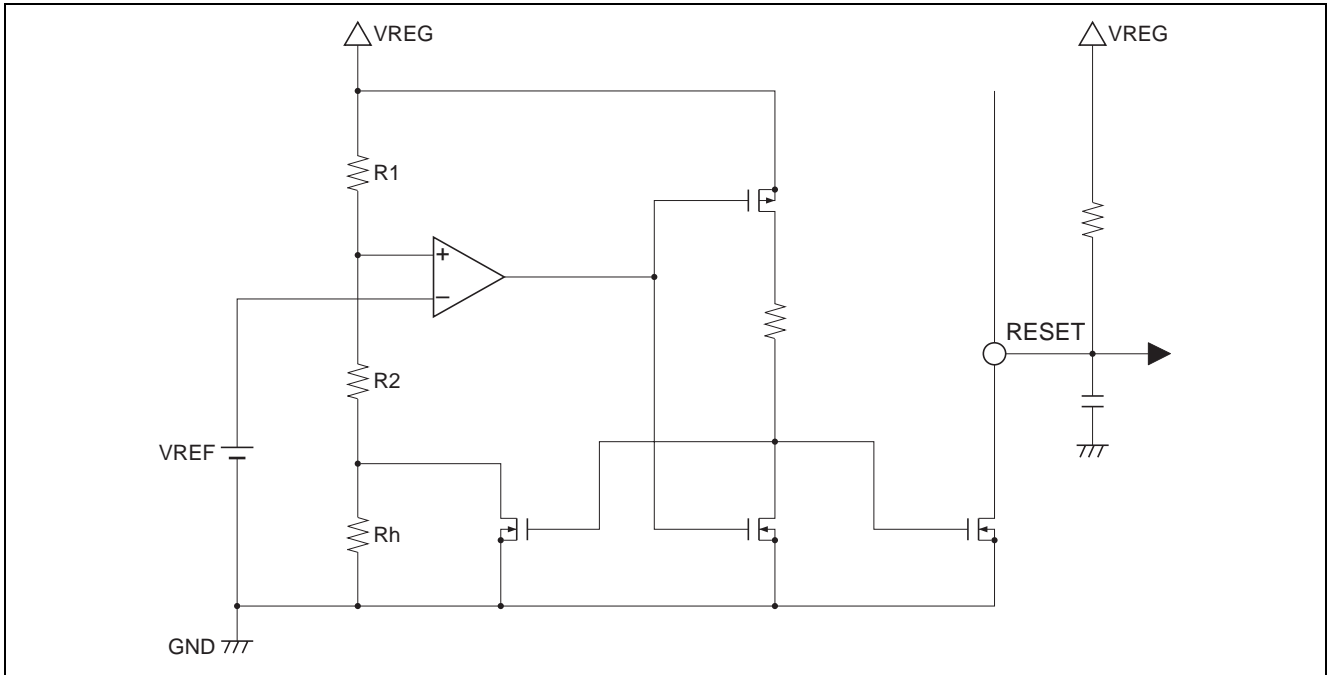 VREG
VREG
R1
+
−
RESET
R2
VREF
Rh
GND